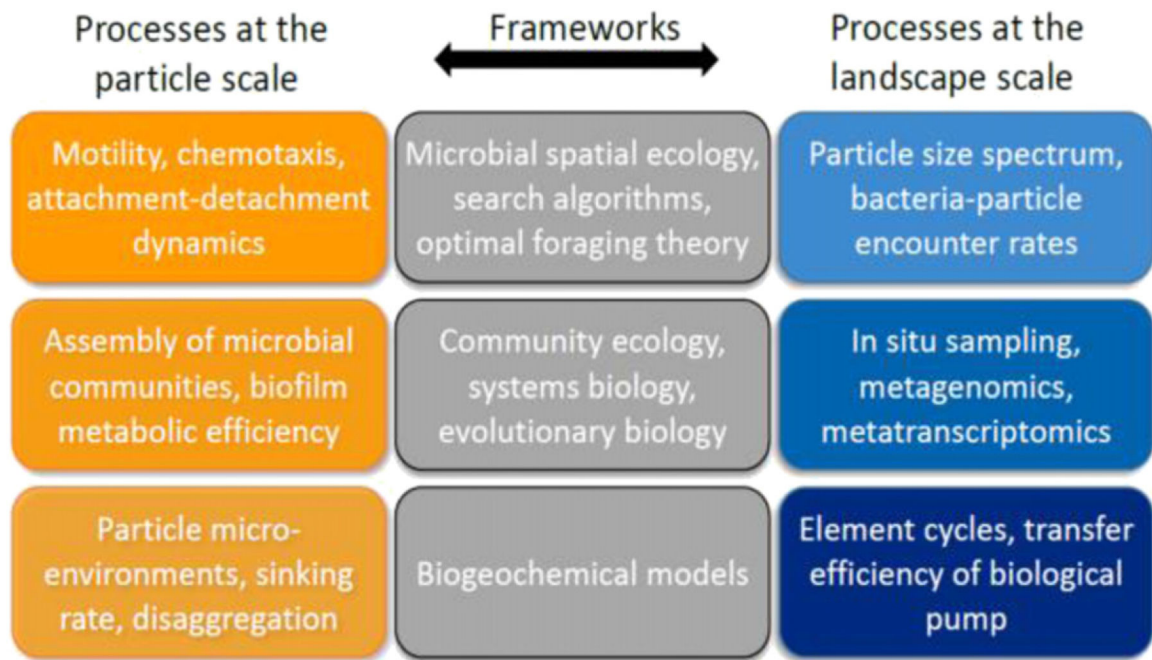 Processes at the
particle scale
Frameworks
Processes at the
landscape scale
Motility, chemotaxis,
attachment-detachment
dynamics
Microbial spatial ecology,
search algorithms,
optimal foraging theory
Particle size spectrum,
bacteria-particle
encounter rates
Assembly of microbial
communities, biofilm
metabolic efficiency
Community ecology,
systems biology,
evolutionary biology
In situ sampling,
metagenomics,
metatranscriptomics
Particle micro-
environments, sinking
rate, disaggregation
Biogeochemical models
Element cycles, transfer
efficiency of biological
pump